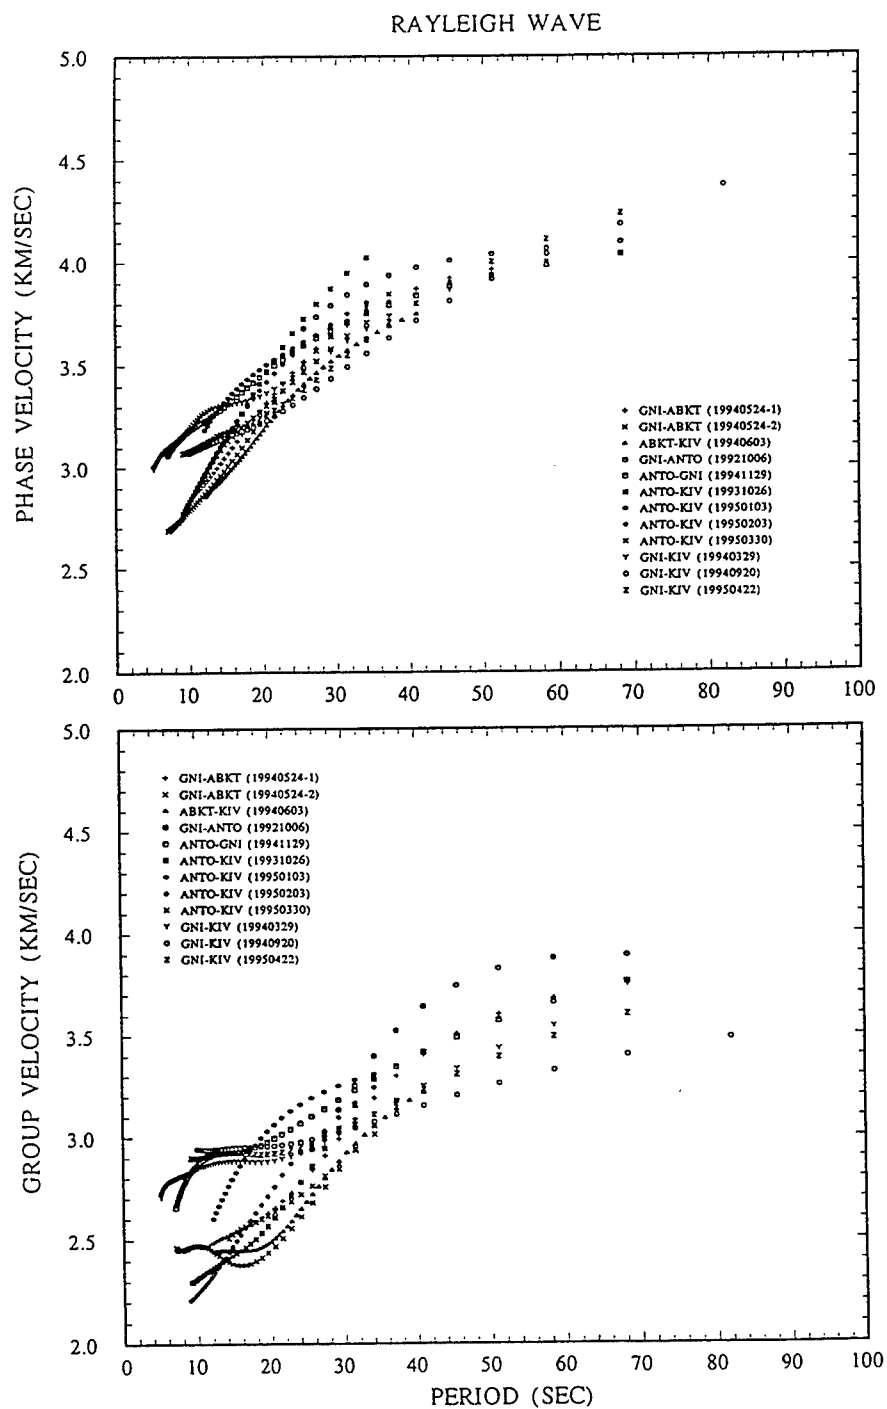 RAYLEIGH WAVE
5.0
4.5
4.0
3.5
3.0
2.5
2.0
PHASE VELOCITY (KM/SEC)
GNI-ABKT (19940524-1)
GNI-ABKT (19940524-2)
ABKT-KIV (19940603)
GNI-ANTO (19921006)
ANTO-GNI (19941129)
ANTO-KIV (19931026)
ANTO-KIV (19950103)
ANTO-KIV (19950203)
ANTO-KIV (19950330)
GNI-KIV (19940329)
GNI-KIV (19940920)
GNI-KIV (19950422)
0 10 20 30 40 50 60 70 80 90 100
5.0
4.5
4.0
3.5
3.0
2.5
2.0
GROUP VELOCITY (KM/SEC)
GNI-ABKT (19940524-1)
GNI-ABKT (19940524-2)
ABKT-KIV (19940603)
GNI-ANTO (19921006)
ANTO-GNI (19941129)
ANTO-KIV (19931026)
ANTO-KIV (19950103)
ANTO-KIV (19950203)
ANTO-KIV (19950330)
GNI-KIV (19940329)
GNI-KIV (19940920)
GNI-KIV (19950422)
0 10 20 30 40 50 60 70 80 90 100
PERIOD (SEC)